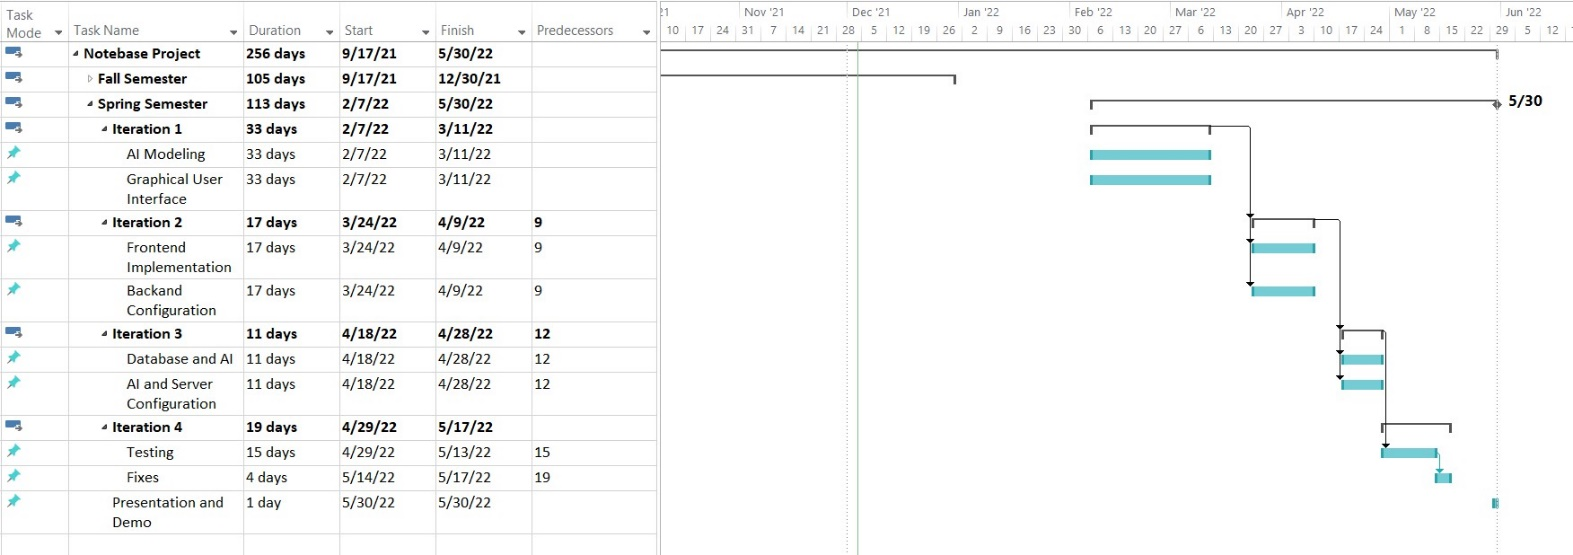 Task Mode Task Name Duration Start Finish Predecessors
21 Nov '21 Dec '21 Jan '22 Feb '22 Mar '22 Apr '22 May '22 Jun '22
10 17 24 31 7 14 21 28 5 12 19 26 2 9 16 23 30 6 13 20 27 6 13 20 27 3 10 17 24 1 8 15 22 29 5 12
Notebase Project 256 days 9/17/21 5/30/22
Fall Semester 105 days 9/17/21 12/30/21
Spring Semester 113 days 2/7/22 5/30/22 5/30
Iteration 1 33 days 2/7/22 3/11/22
AI Modeling 33 days 2/7/22 3/11/22
Graphical User 33 days 2/7/22 3/11/22
Interface
Iteration 2 17 days 3/24/22 4/9/22 9
Frontend 17 days 3/24/22 4/9/22 9
Implementation
Backand 17 days 3/24/22 4/9/22 9
Configuration
Iteration 3 11 days 4/18/22 4/28/22 12
Database and AI 11 days 4/18/22 4/28/22 12
AI and Server 11 days 4/18/22 4/28/22 12
Configuration
Iteration 4 19 days 4/29/22 5/17/22
Testing 15 days 4/29/22 5/13/22 15
Fixes 4 days 5/14/22 5/17/22 19
Presentation and 1 day 5/30/22 5/30/22
Demo